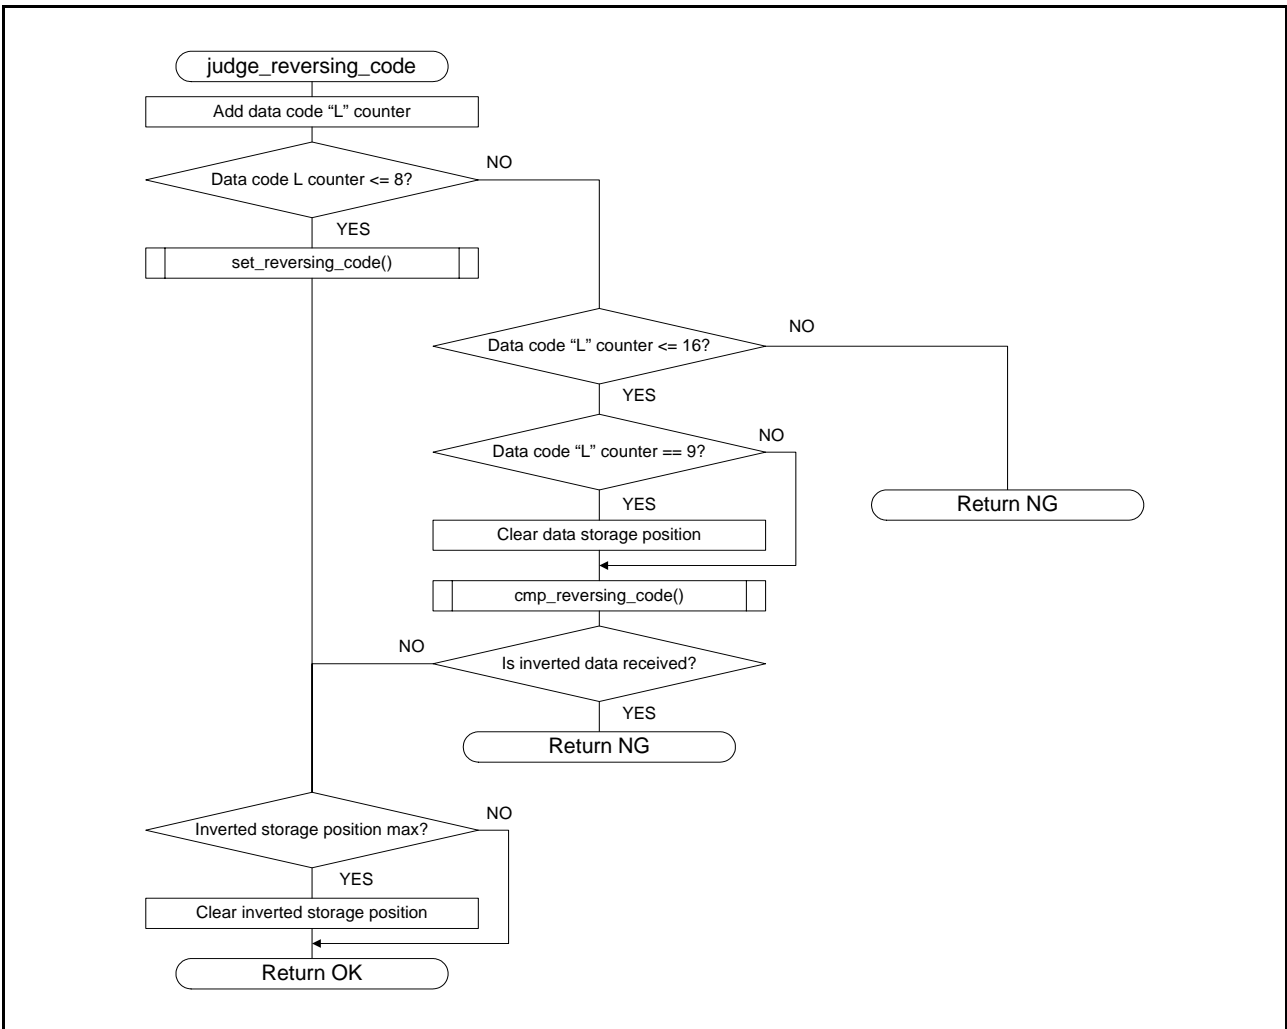 judge_reversing_code
Add data code “L” counter
NO
Data code L counter <= 8?
YES
set_reversing_code()
NO
Data code “L” counter <= 16?
YES
NO
Data code “L” counter == 9?
YES
Return NG
Clear data storage position
cmp_reversing_code()
NO
Is inverted data received?
YES
Return NG
NO
Inverted storage position max?
YES
Clear inverted storage position
Return OK